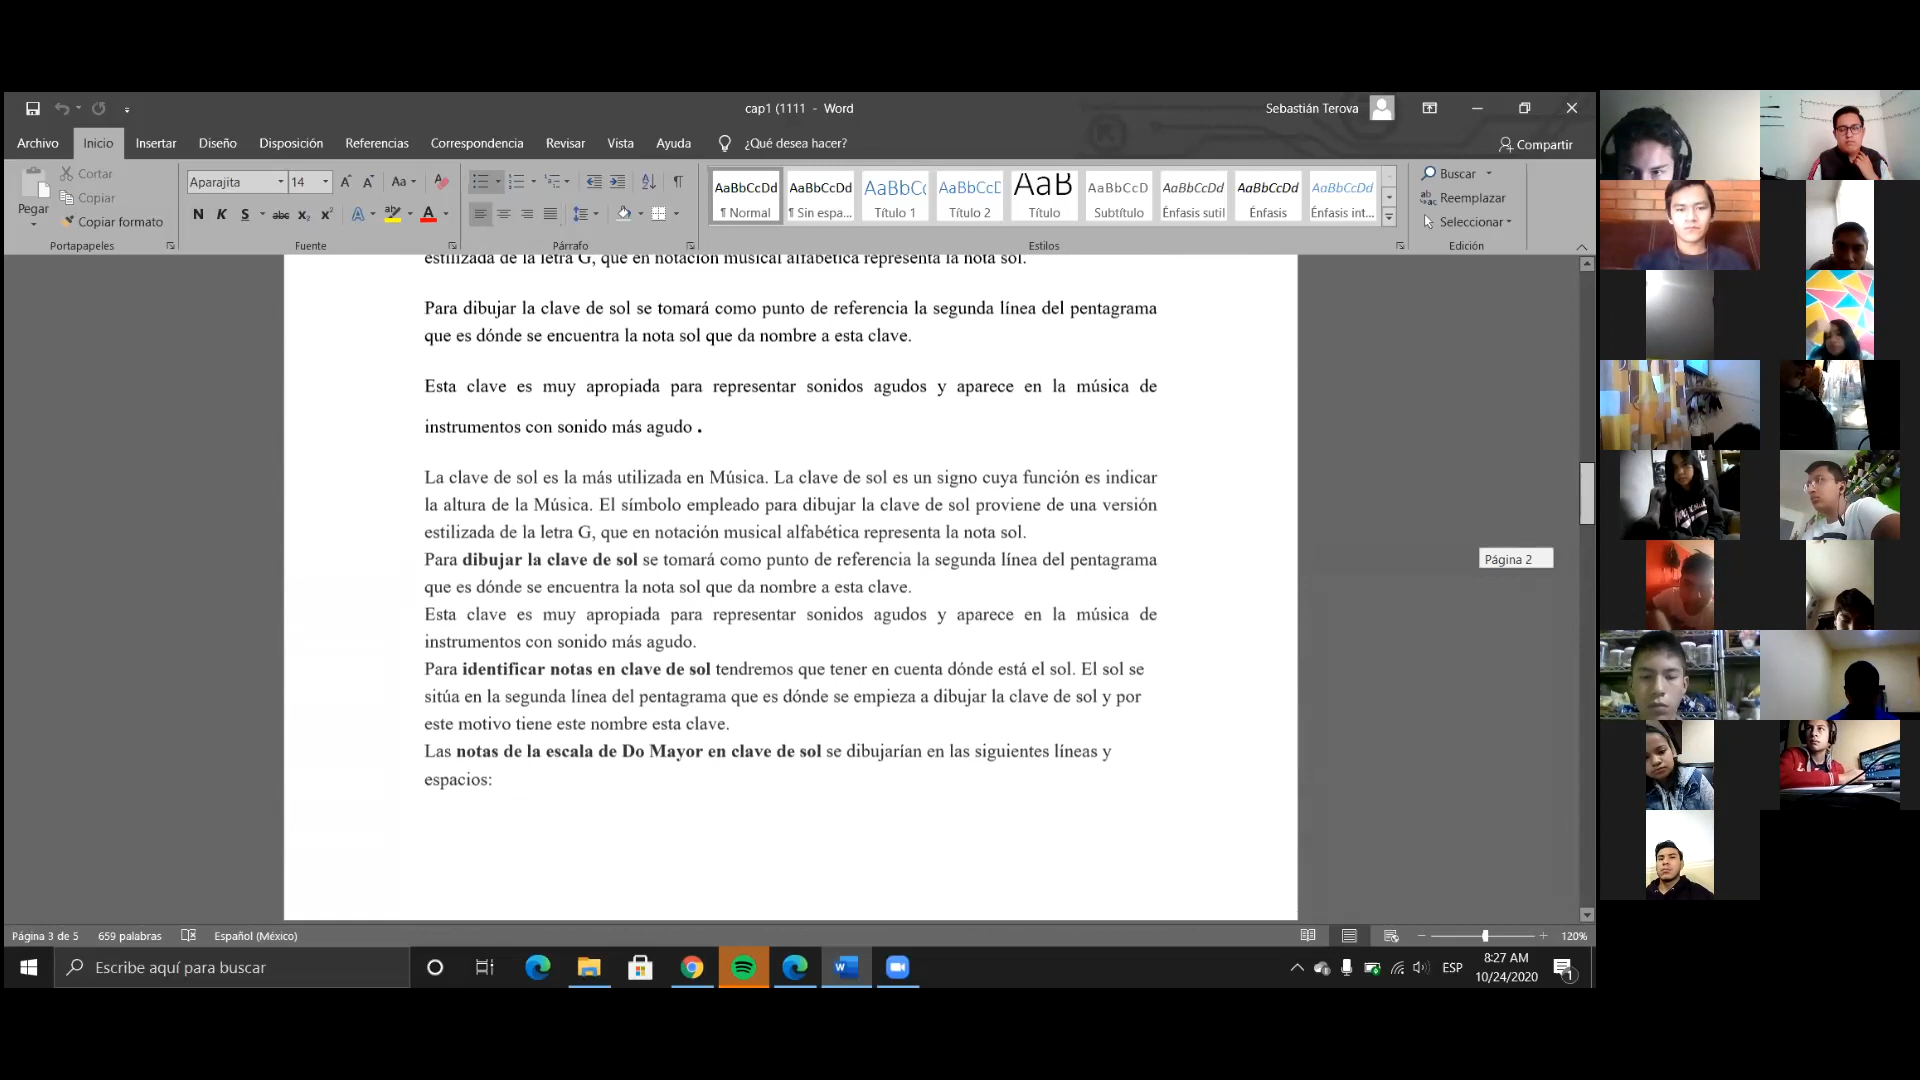 cap1 (1111 - Word
Sebastián Terova
Archivo Inicio Insertar Diseño Disposición Referencias Correspondencia Revisar Vista Ayuda ¿Qué desea hacer? Compartir
Pegar
Cortar
Copiar
Copiar formato
Portapapeles
Aparajita 14
N K S abc x₂ x²
Fuente
Párrafo
AaBbCcDd AaBbCcDd AaBbC AaBbCcD AaB AaBbCcD AaBbCcDd AaBbCcDd AaBbCcDd
¶ Normal ¶ Sin espa... Título 1 Título 2 Título Subtítulo Énfasis sutil Énfasis Énfasis int...
Estilos
Buscar
Reemplazar
Seleccionar
Edición
estilizada de la letra G, que en notación musical alfabética representa la nota sol.
Para dibujar la clave de sol se tomará como punto de referencia la segunda línea del pentagrama
que es dónde se encuentra la nota sol que da nombre a esta clave.
Esta clave es muy apropiada para representar sonidos agudos y aparece en la música de
instrumentos con sonido más agudo .
La clave de sol es la más utilizada en Música. La clave de sol es un signo cuya función es indicar
la altura de la Música. El símbolo empleado para dibujar la clave de sol proviene de una versión
estilizada de la letra G, que en notación musical alfabética representa la nota sol.
Para dibujar la clave de sol se tomará como punto de referencia la segunda línea del pentagrama
que es dónde se encuentra la nota sol que da nombre a esta clave.
Esta clave es muy apropiada para representar sonidos agudos y aparece en la música de
instrumentos con sonido más agudo.
Para identificar notas en clave de sol tendremos que tener en cuenta dónde está el sol. El sol se
sitúa en la segunda línea del pentagrama que es dónde se empieza a dibujar la clave de sol y por
este motivo tiene este nombre esta clave.
Las notas de la escala de Do Mayor en clave de sol se dibujarían en las siguientes líneas y
espacios:
Página 2
Página 3 de 5 659 palabras Español (México) 120%
Escribe aquí para buscar
ESP
8:27 AM
10/24/2020
1